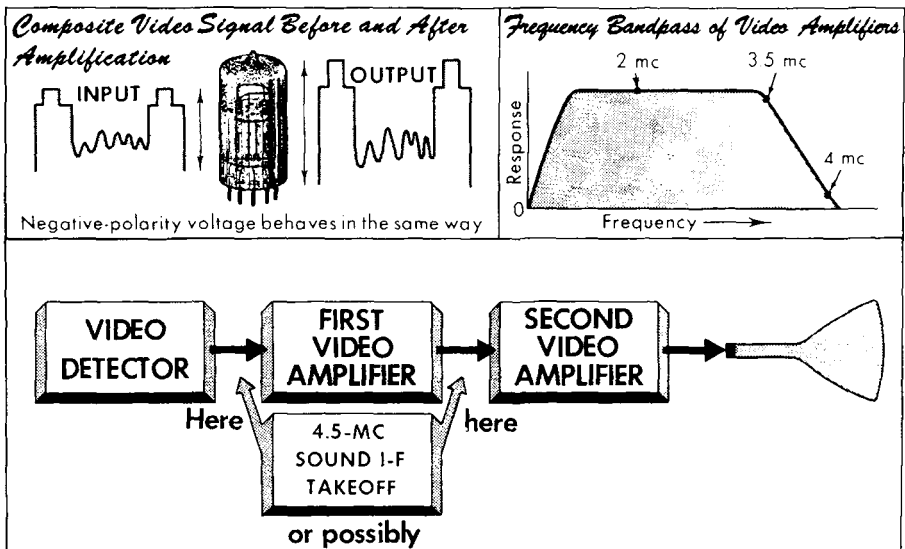 Composite Video Signal Before and After
Amplification
INPUT
OUTPUT
Negative-polarity voltage behaves in the same way
Frequency Bandpass of Video Amplifiers
2 mc
3.5 mc
4 mc
Response
0
Frequency
VIDEO
DETECTOR
FIRST
VIDEO
AMPLIFIER
SECOND
VIDEO
AMPLIFIER
Here
here
4.5-MC
SOUND I-F
TAKEOFF
or possibly